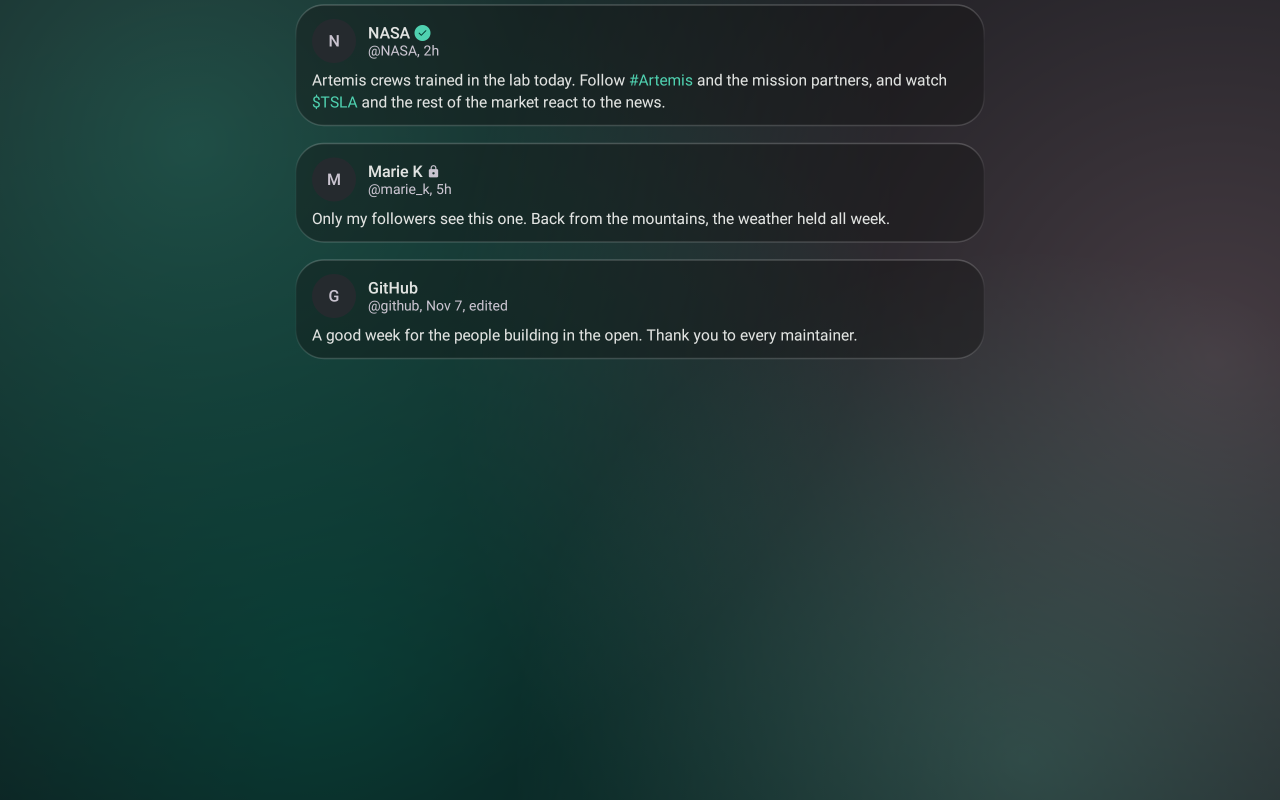 N
NASA
@NASA, 2h
Artemis crews trained in the lab today. Follow #Artemis and the mission partners, and watch
$TSLA and the rest of the market react to the news.
M
Marie K
@marie_k, 5h
Only my followers see this one. Back from the mountains, the weather held all week.
G
GitHub
@github, Nov 7, edited
A good week for the people building in the open. Thank you to every maintainer.